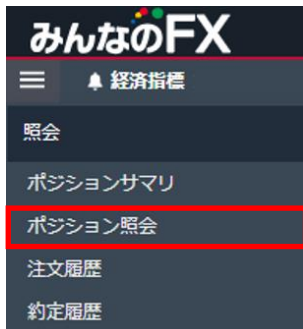 みんなのFX
経済指標
照会
ポジションサマリ
ポジション照会
注文履歴
約定履歴